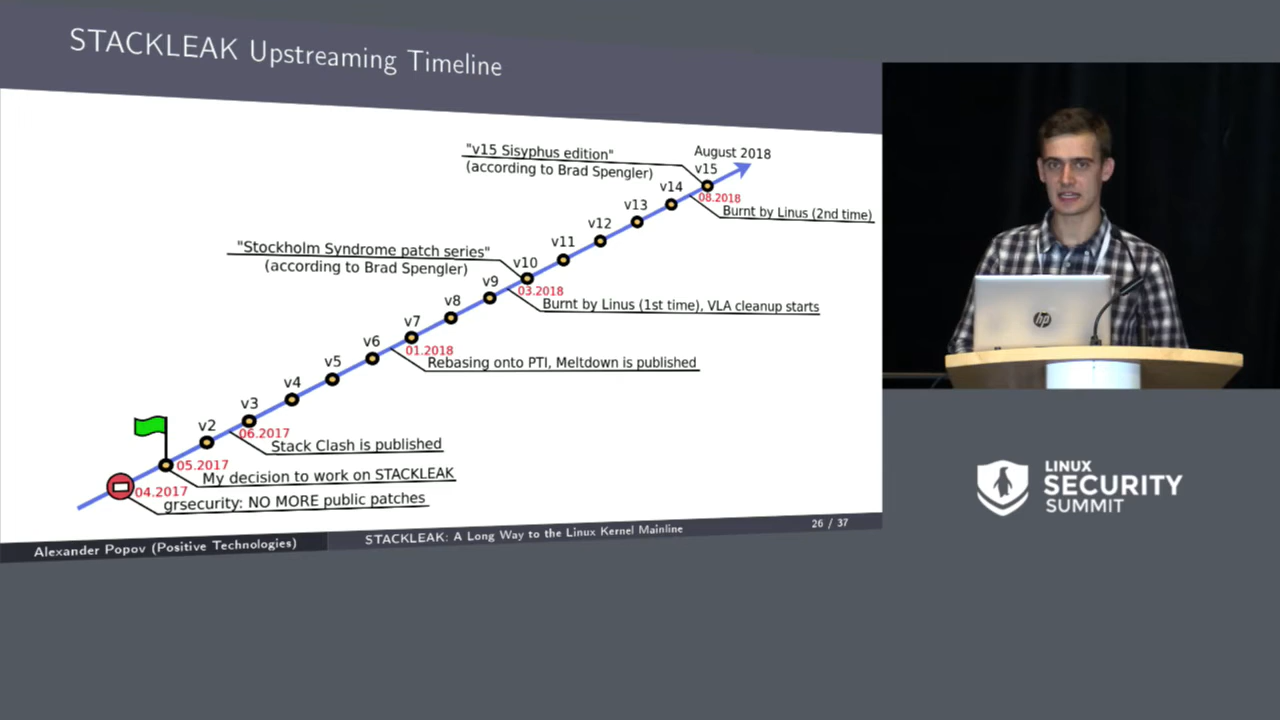 STACKLEAK Upstreaming Timeline
"v15 Sisyphus edition"
(according to Brad Spengler)
August 2018
v15
08.2018
Burnt by Linus (2nd time)
v14
v13
v12
v11
"Stockholm Syndrome patch series"
(according to Brad Spengler)
v10
03.2018
Burnt by Linus (1st time), VLA cleanup starts
v9
v8
v7
01.2018
Rebasing onto PTI, Meltdown is published
v6
v5
v4
v3
06.2017
Stack Clash is published
v2
05.2017
My decision to work on STACKLEAK
04.2017
grsecurity: NO MORE public patches
26 / 37
Alexander Popov (Positive Technologies)
STACKLEAK: A Long Way to the Linux Kernel Mainline
hp
LINUX
SECURITY
SUMMIT